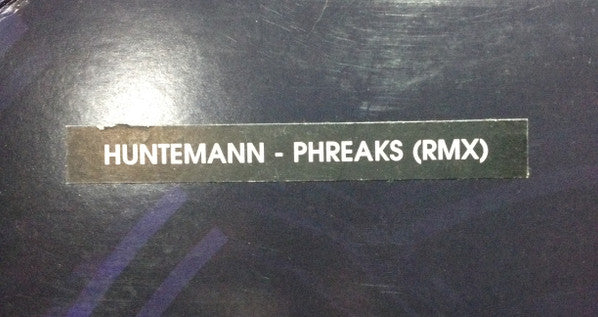 HUNTEMANN - PHREAKS (RMX)